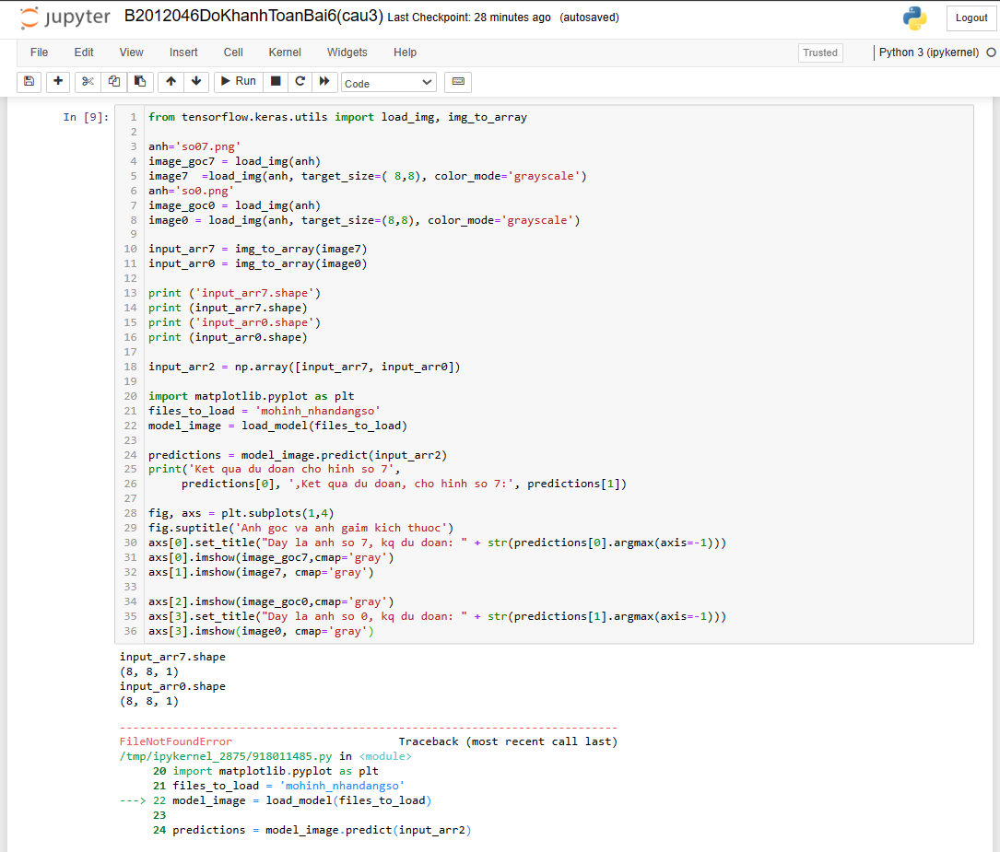 jupyter B2012046DoKhanhToanBai6(cau3) Last Checkpoint: 28 minutes ago (autosaved)
Logout
File Edit View Insert Cell Kernel Widgets Help Trusted Python 3 (ipykernel)
Run Code
In [9]:
1 from tensorflow.keras.utils import load_img, img_to_array
2
3 anh='so07.png'
4 image_goc7 = load_img(anh)
5 image7  =load_img(anh, target_size=( 8,8), color_mode='grayscale')
6 anh='so0.png'
7 image_goc0 = load_img(anh)
8 image0 = load_img(anh, target_size=(8,8), color_mode='grayscale')
9
10 input_arr7 = img_to_array(image7)
11 input_arr0 = img_to_array(image0)
12
13 print ('input_arr7.shape')
14 print (input_arr7.shape)
15 print ('input_arr0.shape')
16 print (input_arr0.shape)
17
18 input_arr2 = np.array([input_arr7, input_arr0])
19
20 import matplotlib.pyplot as plt
21 files_to_load = 'mohinh_nhandangso'
22 model_image = load_model(files_to_load)
23
24 predictions = model_image.predict(input_arr2)
25 print('Ket qua du doan cho hinh so 7',
26      predictions[0], ',Ket qua du doan, cho hinh so 7:', predictions[1])
27
28 fig, axs = plt.subplots(1,4)
29 fig.suptitle('Anh goc va anh gaim kich thuoc')
30 axs[0].set_title("Day la anh so 7, kq du doan: " + str(predictions[0].argmax(axis=-1)))
31 axs[0].imshow(image_goc7,cmap='gray')
32 axs[1].imshow(image7, cmap='gray')
33
34 axs[2].imshow(image_goc0,cmap='gray')
35 axs[3].set_title("Day la anh so 0, kq du doan: " + str(predictions[1].argmax(axis=-1)))
36 axs[3].imshow(image0, cmap='gray')
input_arr7.shape
(8, 8, 1)
input_arr0.shape
(8, 8, 1)
---------------------------------------------------------------------------
FileNotFoundError                         Traceback (most recent call last)
/tmp/ipykernel_2875/918011485.py in <module>
     20 import matplotlib.pyplot as plt
     21 files_to_load = 'mohinh_nhandangso'
---> 22 model_image = load_model(files_to_load)
     23
     24 predictions = model_image.predict(input_arr2)